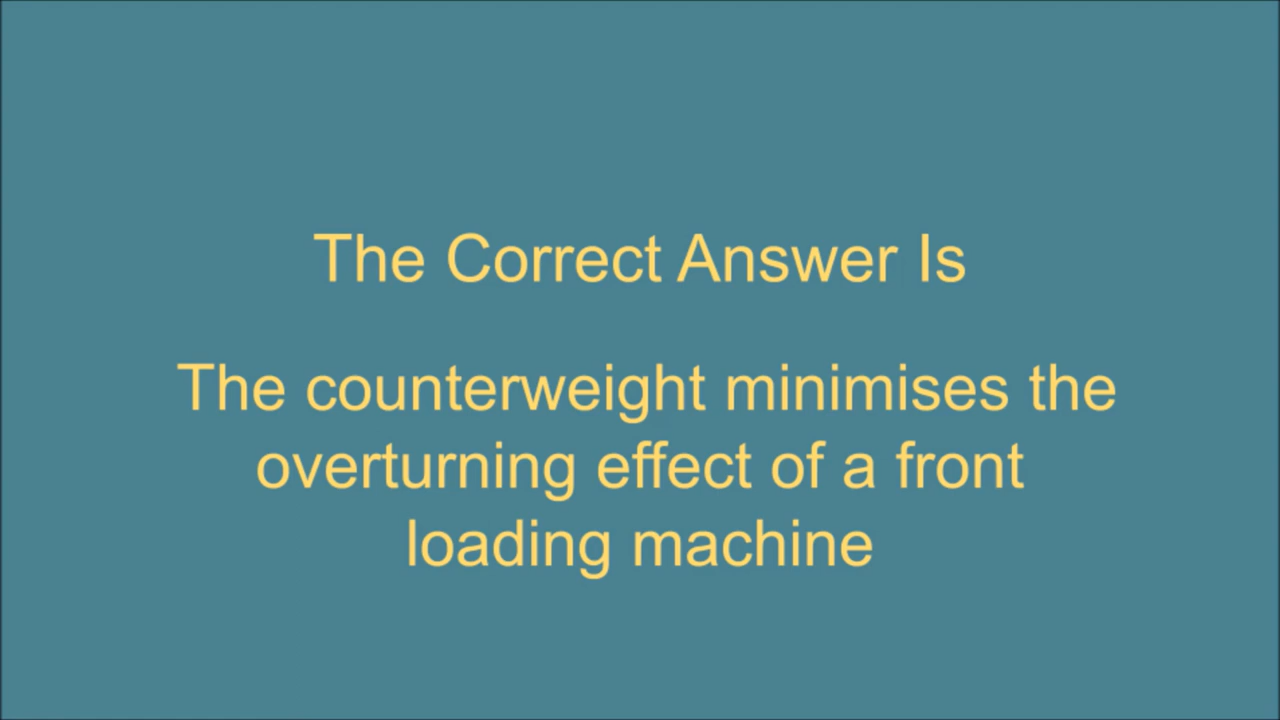 The Correct Answer Is
The counterweight minimises the
overturning effect of a front
loading machine